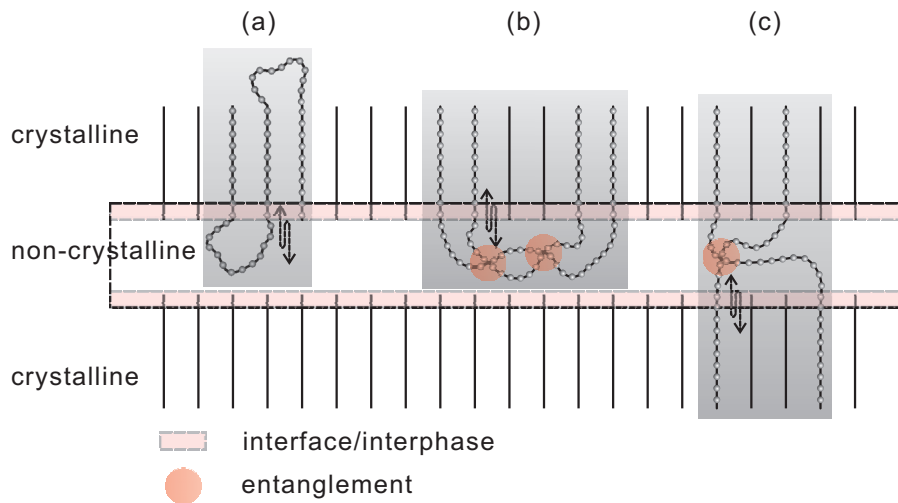 (a) (b) (c)
crystalline
non-crystalline
crystalline
interface/interphase
entanglement